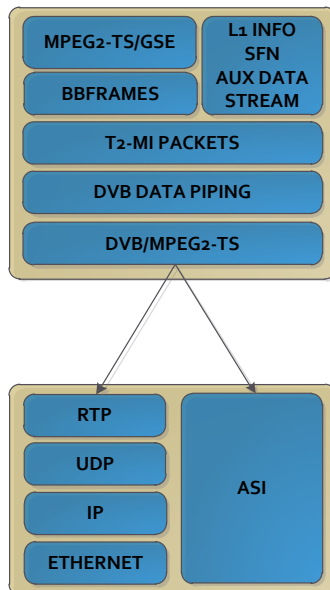 MPEG2-TS/GSE
BBFRAMES
L1 INFO
SFN
AUX DATA
STREAM
T2-MI PACKETS
DVB DATA PIPING
DVB/MPEG2-TS
RTP
UDP
IP
ETHERNET
ASI